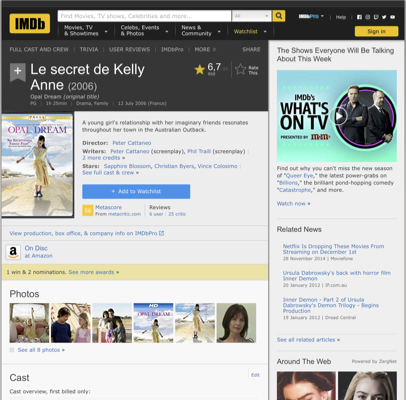 IMDb
Find Movies, TV shows, Celebrities and more...
All
IMDbPro
Help
Movies, TV & Showtimes
Celebs, Events & Photos
News & Community
Watchlist
Sign in
FULL CAST AND CREW | TRIVIA | USER REVIEWS | IMDbPro | MORE
SHARE
Le secret de Kelly
Anne (2006)
Opal Dream (original title)
PG | 1h 25min | Drama, Family | 12 July 2006 (France)
6,7
Rate
This
OPAL DREAM
A young girl's relationship with her imaginary friends resonates
throughout her town in the Australian Outback.
Director: Peter Cattaneo
Writers: Peter Cattaneo (screenplay), Phil Traill (screenplay) |
2 more credits »
Stars: Sapphire Blossom, Christian Byers, Vince Colosimo |
See full cast & crew »
+ Add to Watchlist
Metascore
From metacritic.com
Reviews
6 user | 25 critic
View production, box office, & company info on IMDbPro
On Disc
at Amazon
1 win & 2 nominations. See more awards »
Photos
OPAL DREAM
HD
See all 8 photos »
Cast
Edit
Cast overview, first billed only:
The Shows Everyone Will Be Talking
About This Week
IMDb's
WHAT'S
ON TV
PRESENTED BY
Find out why you can't miss the new season
of "Queer Eye," the latest power-grabs on
"Billions," the brilliant pond-hopping comedy
"Catastrophe," and more.
Watch now »
Related News
Netflix Is Dropping These Movies From
Streaming on December 1st
28 November 2014 | Moviefone
Ursula Dabrowsky's back with horror film
Inner Demon
20 January 2012 | IF.com.au
Inner Demon - Part 2 of Ursula
Dabrowsky's Demon Trilogy - Begins
Production
19 January 2012 | Dread Central
See all related articles »
Around The Web
Powered by ZergNet